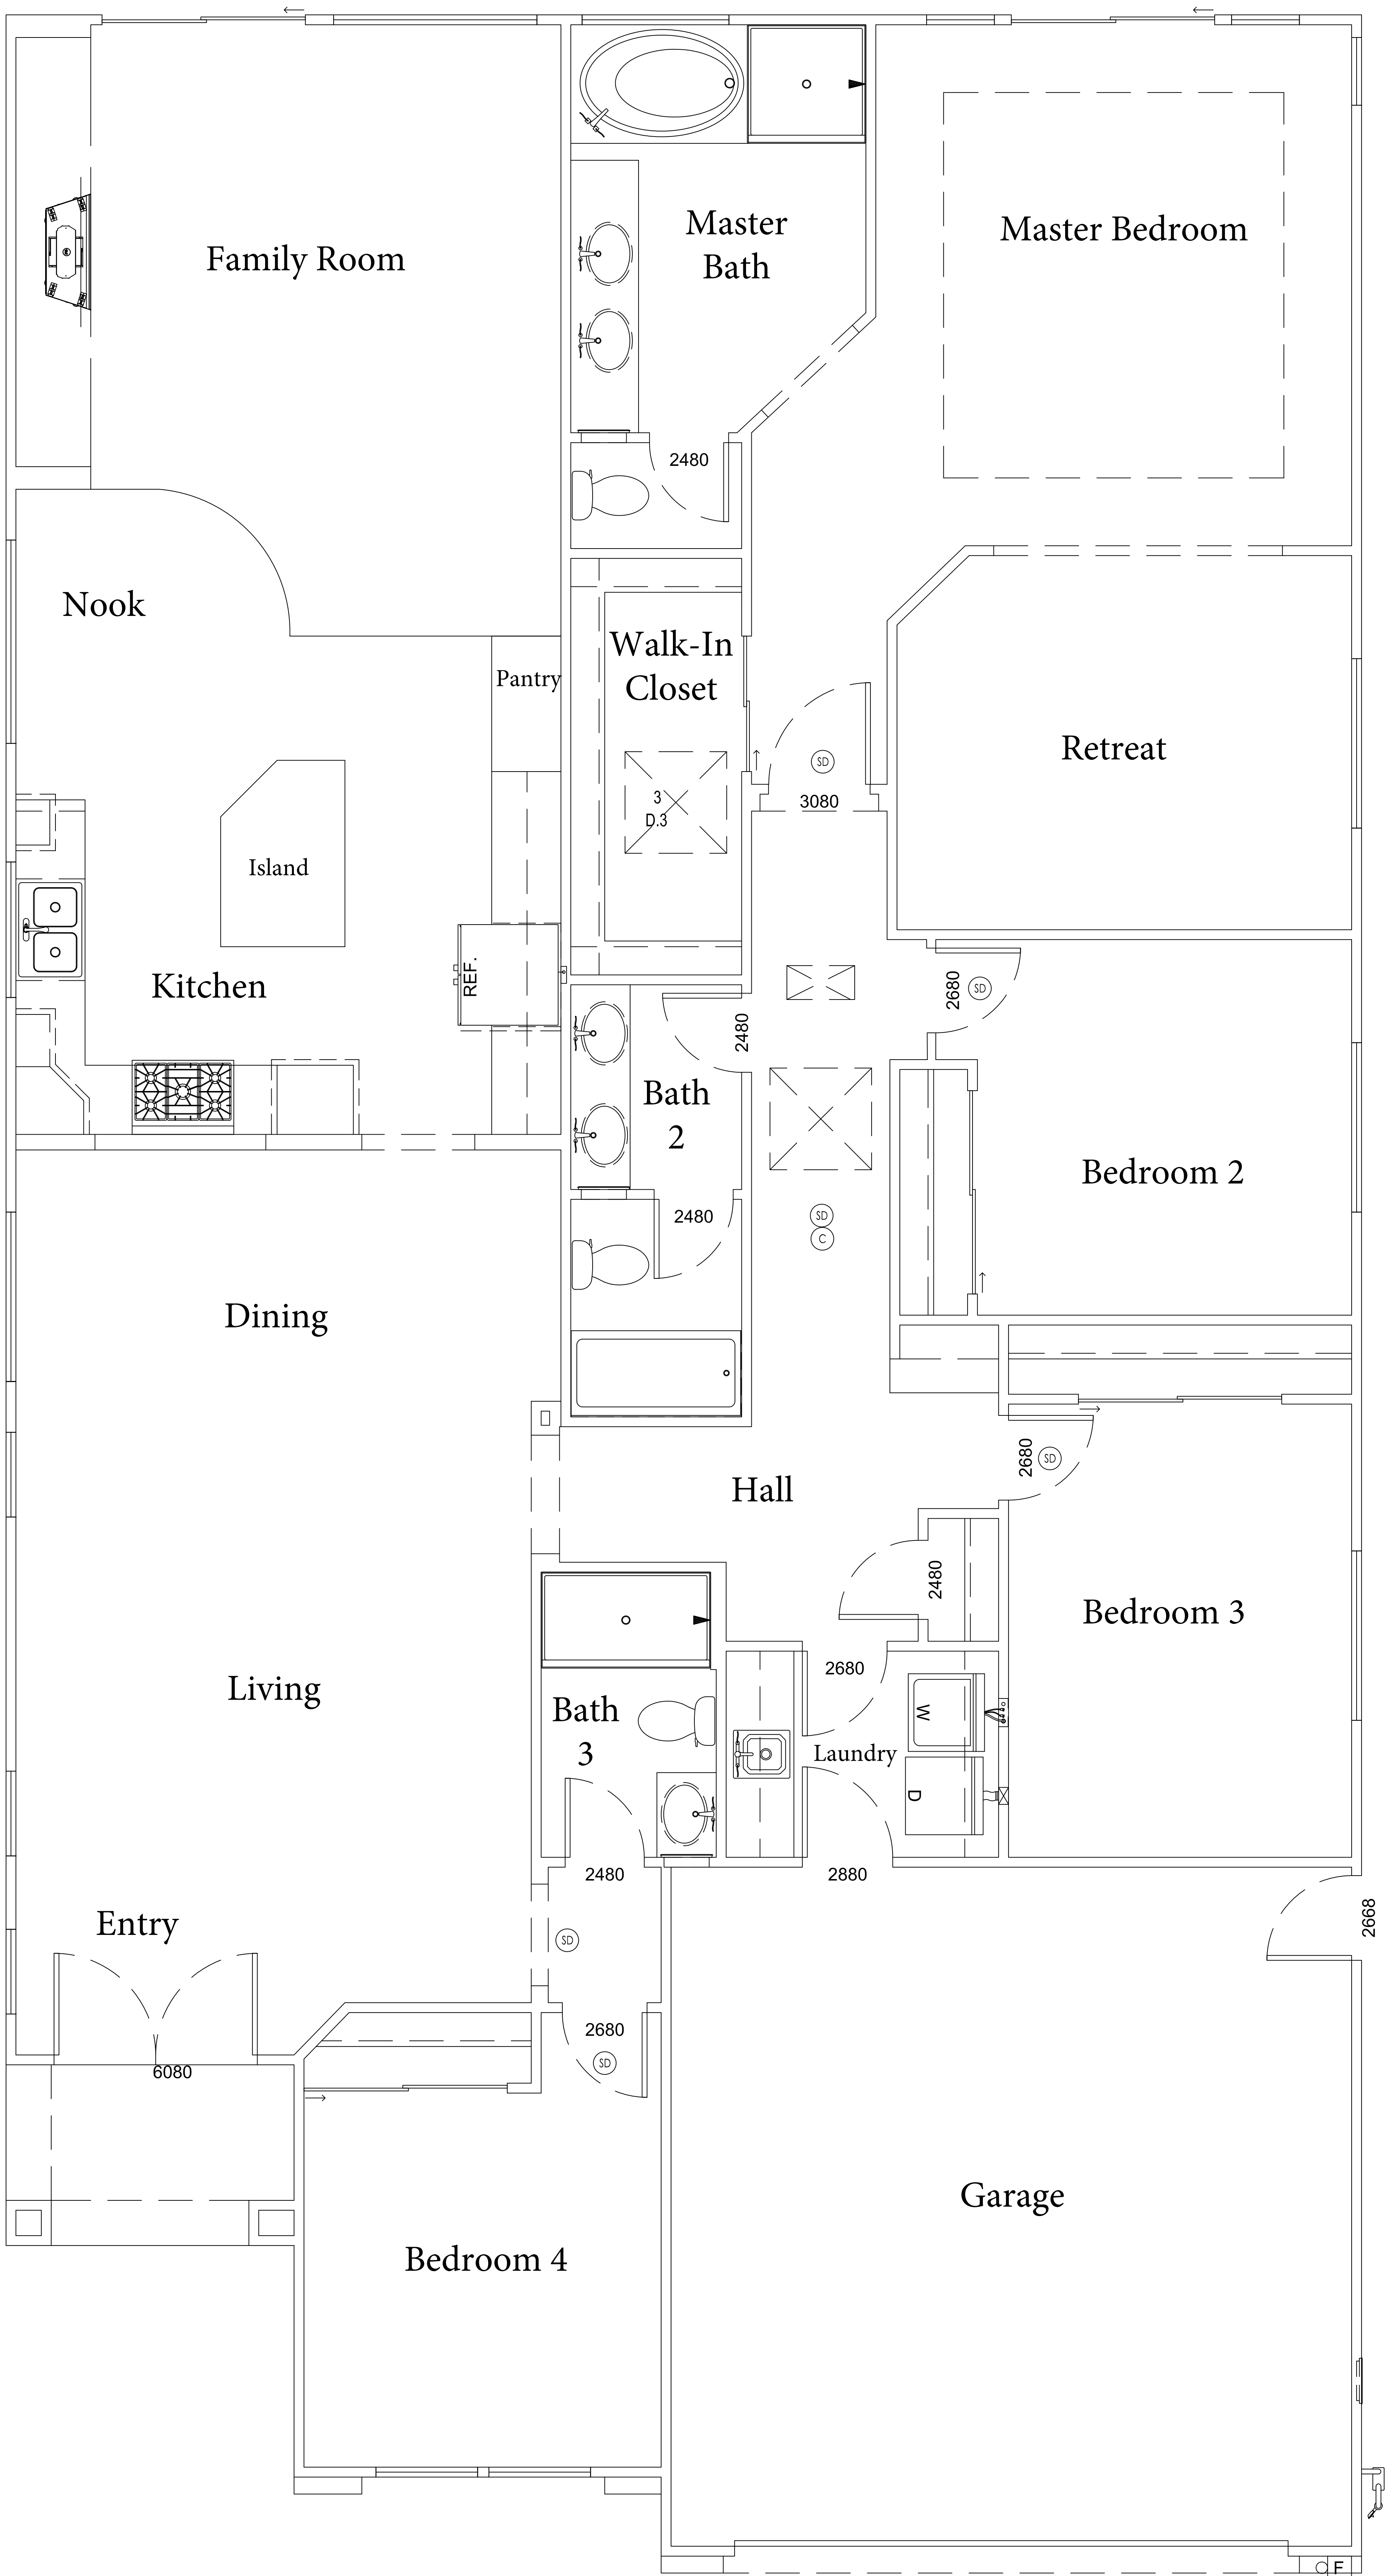 Family Room
Master
Bath
Master Bedroom
2480
Nook
Walk-In
Closet
Pantry
Retreat
SD
3
D.3
3080
Island
Kitchen
REF.
2680
SD
2480
Bath
2
Bedroom 2
2480
SD
C
Dining
2680
SD
Hall
2480
Bedroom 3
2680
Living
Bath
3
W
Laundry
D
2480
2880
2668
Entry
SD
2680
SD
6080
Garage
Bedroom 4
F